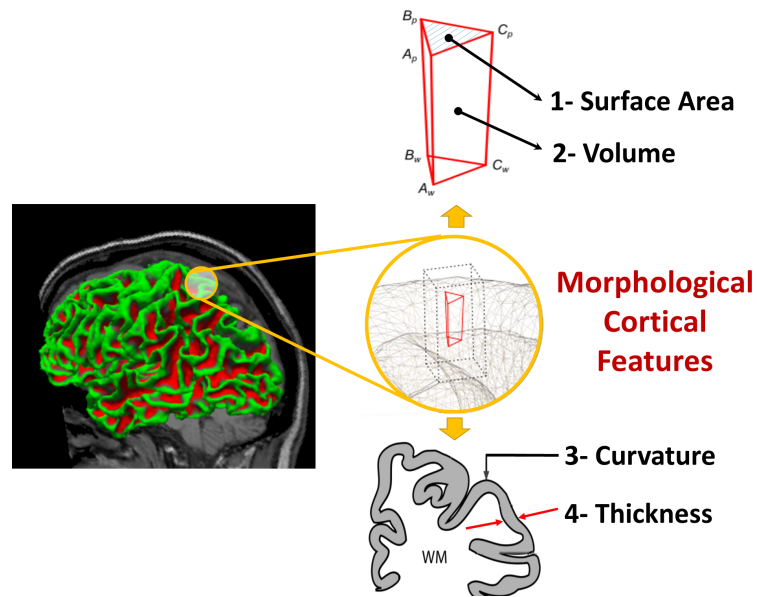 Bp
Cp
Ap
1- Surface Area
2- Volume
Bw
Cw
Aw
Morphological
Cortical
Features
3- Curvature
4- Thickness
WM